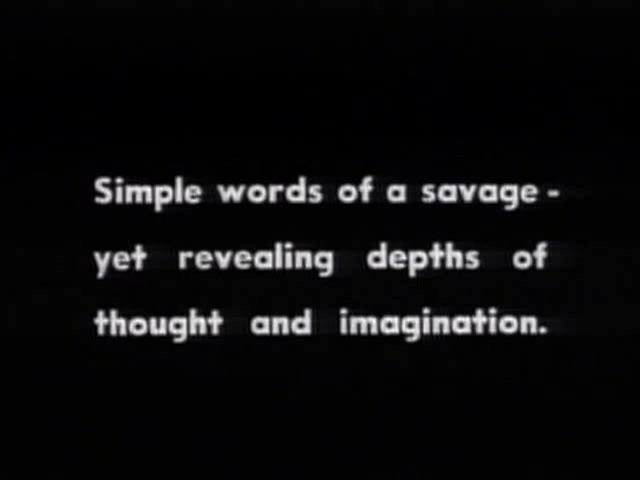 Simple words of a savage -
yet revealing depths of
thought and imagination.